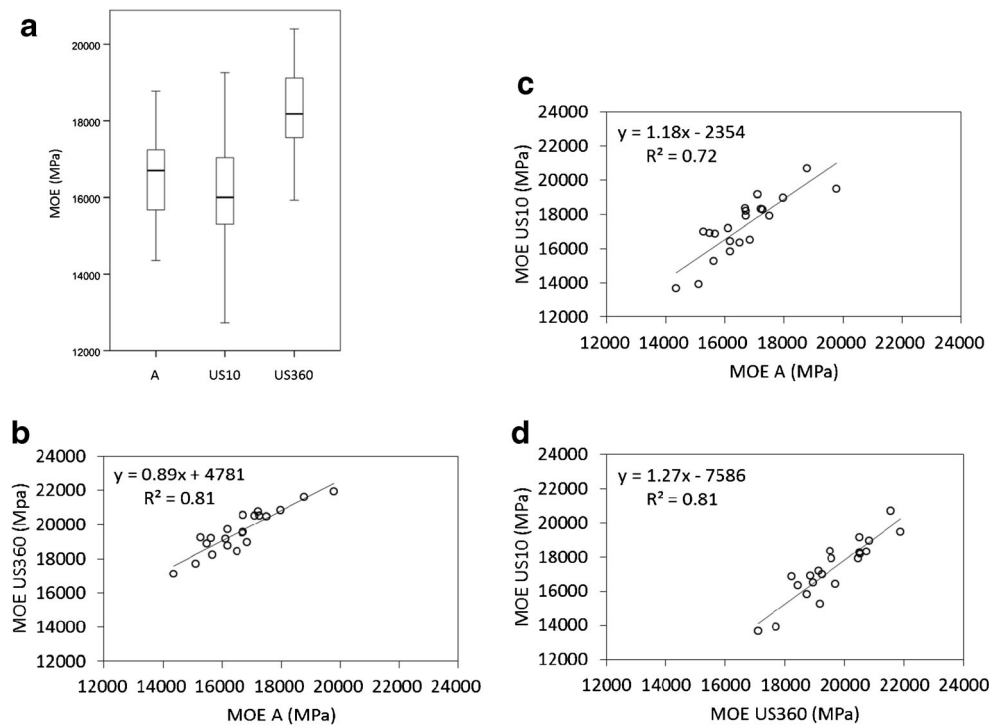 a
MOE (MPa)
20000
18000
16000
14000
12000
A US10 US360
b
MOE US360 (Mpa)
24000
22000
20000
18000
16000
14000
12000
y = 0.89x + 4781
R² = 0.81
12000 14000 16000 18000 20000 22000 24000
MOE A (MPa)
c
MOE US10 (MPa)
24000
22000
20000
18000
16000
14000
12000
y = 1.18x - 2354
R² = 0.72
12000 14000 16000 18000 20000 22000 24000
MOE A (MPa)
d
MOE US10 (MPa)
24000
22000
20000
18000
16000
14000
12000
y = 1.27x - 7586
R² = 0.81
12000 14000 16000 18000 20000 22000 24000
MOE US360 (MPa)